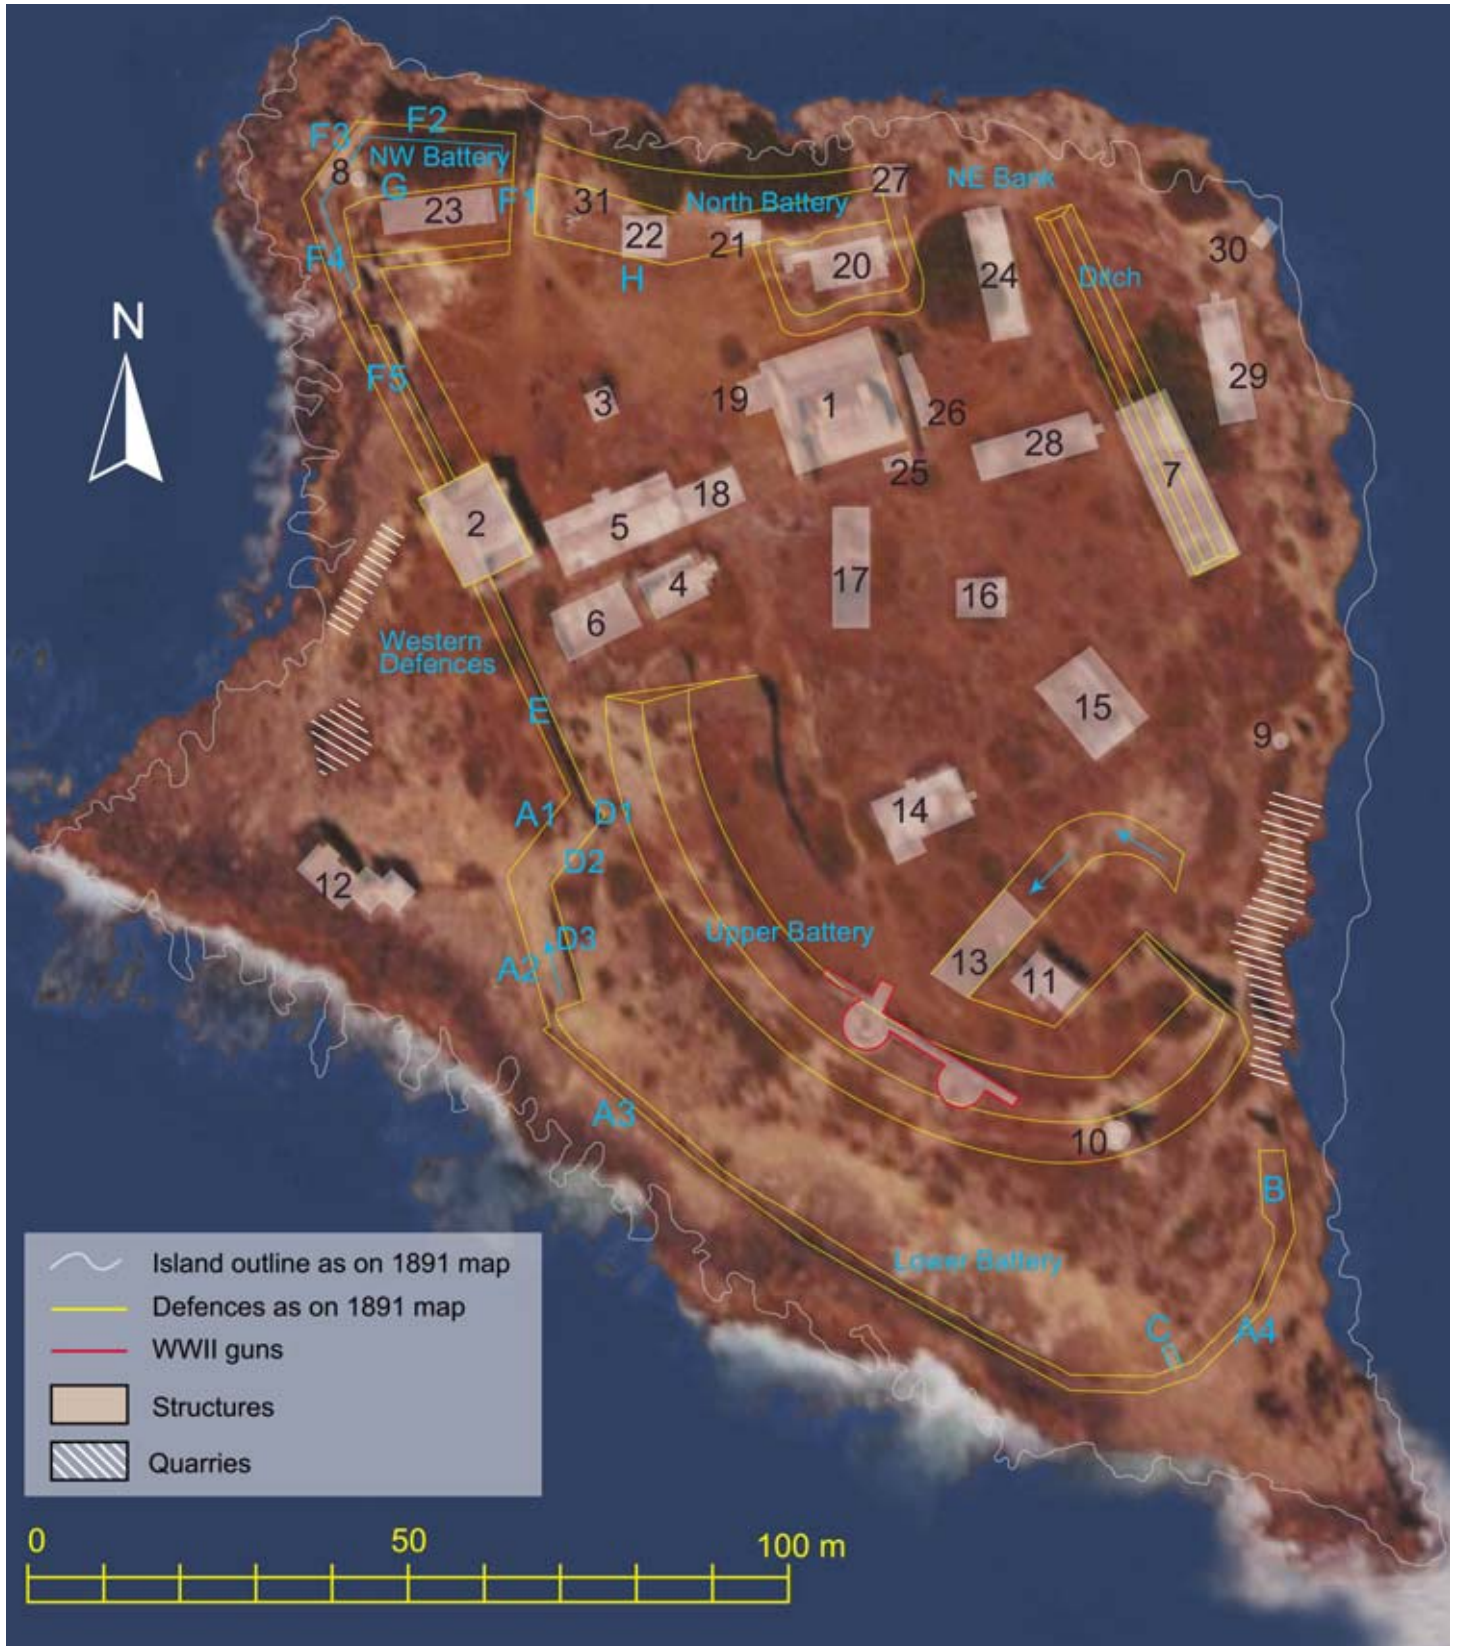 F2
F3
NW Battery
8
G
27
NE Bank
23
F1
31
North Battery
22
21
30
F4
20
24
Ditch
H
N
F5
3
19
1
26
29
28
25
7
18
2
5
4
17
16
6
Western
Defences
E
15
9
A1
D1
14
D2
12
Upper Battery
D3
A2
13
11
A3
10
B
Lower Battery
C
A4
Island outline as on 1891 map
Defences as on 1891 map
WWII guns
Structures
Quarries
0
50
100 m